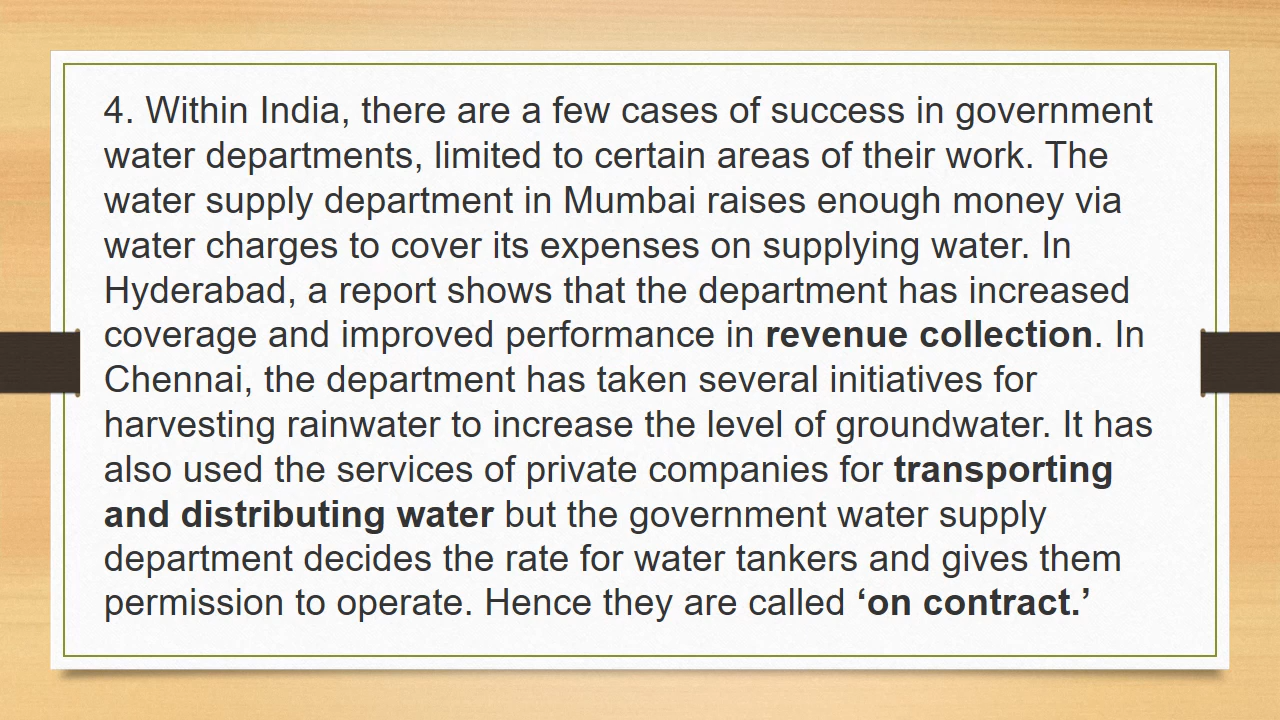 4. Within India, there are a few cases of success in government
water departments, limited to certain areas of their work. The
water supply department in Mumbai raises enough money via
water charges to cover its expenses on supplying water. In
Hyderabad, a report shows that the department has increased
coverage and improved performance in revenue collection. In
Chennai, the department has taken several initiatives for
harvesting rainwater to increase the level of groundwater. It has
also used the services of private companies for transporting
and distributing water but the government water supply
department decides the rate for water tankers and gives them
permission to operate. Hence they are called ‘on contract.’